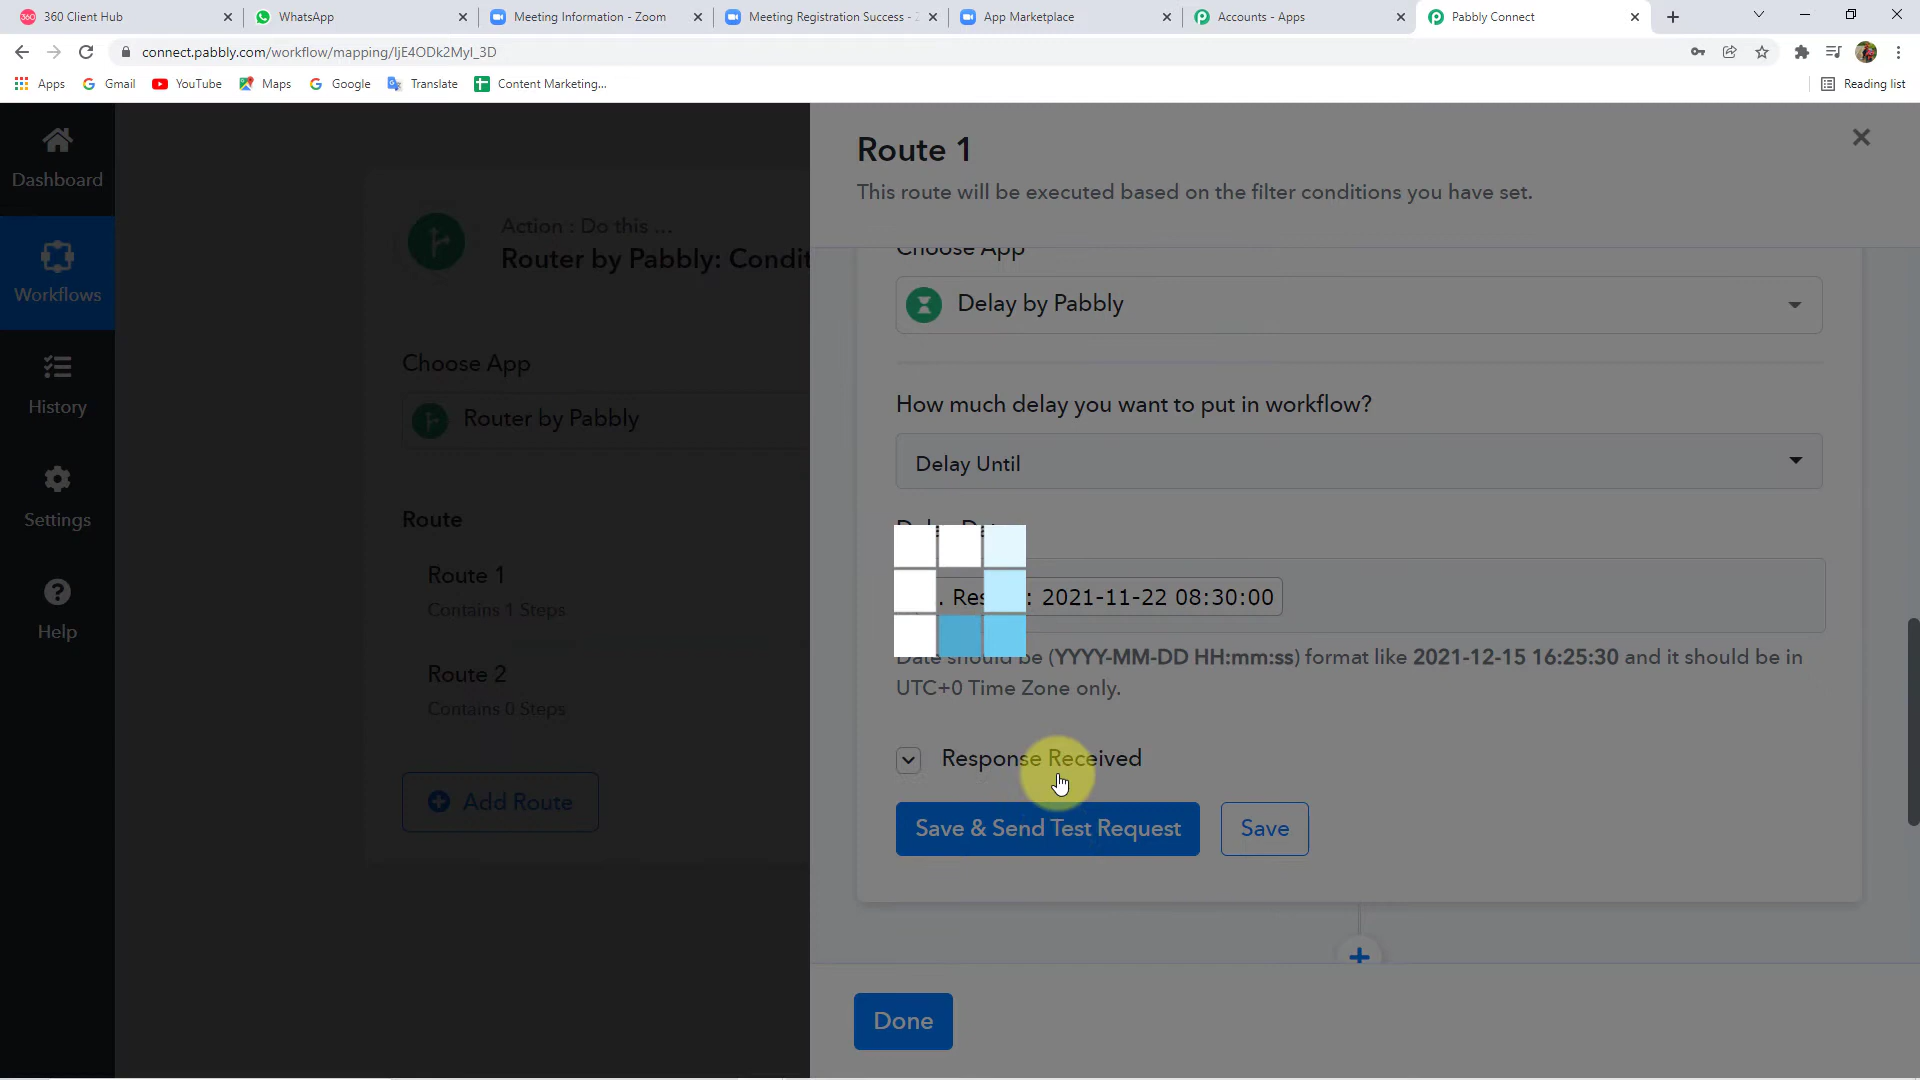 360 Client Hub
WhatsApp
Meeting Information - Zoom
Meeting Registration Success -
App Marketplace
Accounts - Apps
Pabbly Connect
connect.pabbly.com/workflow/mapping/IjE4ODk2MyI_3D
Apps
Gmail
YouTube
Maps
Google
Translate
Content Marketing...
Reading list
Dashboard
Workflows
History
Settings
Help
Action : Do this ...
Router by Pabbly: Condit
Choose App
Router by Pabbly
Route
Route 1
Contains 1 Steps
Route 2
Contains 0 Steps
Add Route
Route 1
This route will be executed based on the filter conditions you have set.
Choose App
Delay by Pabbly
How much delay you want to put in workflow?
Delay Until
. Res : 2021-11-22 08:30:00
Date should be (YYYY-MM-DD HH:mm:ss) format like 2021-12-15 16:25:30 and it should be in
UTC+0 Time Zone only.
Response Received
Save & Send Test Request
Save
Done